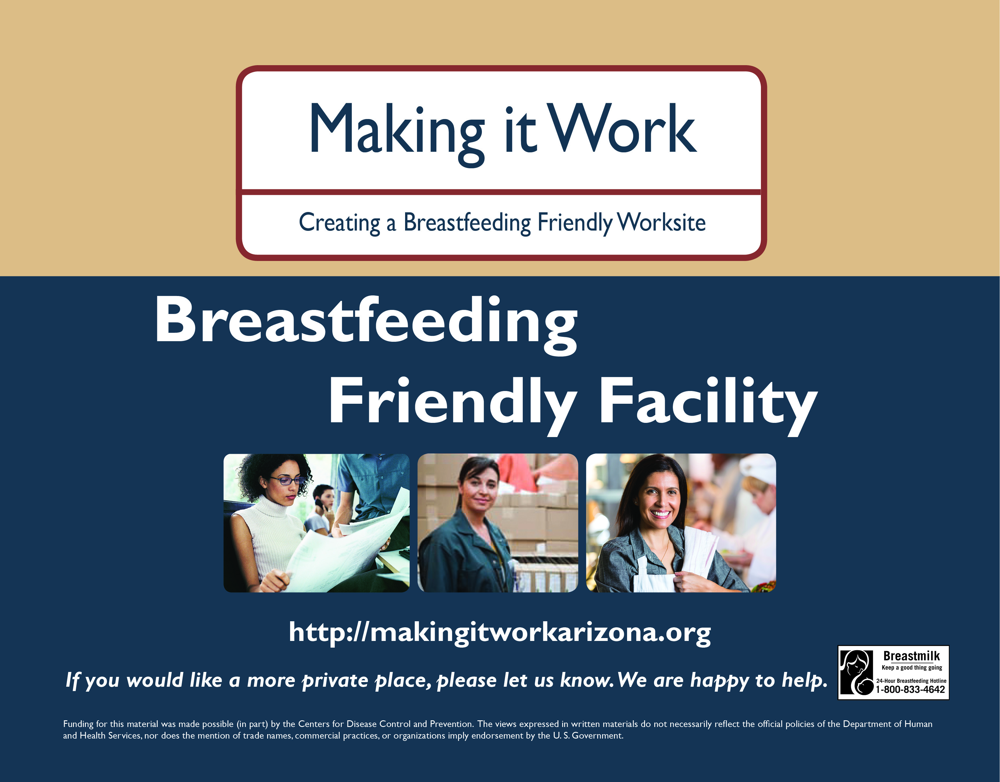 Making it Work
Creating a Breastfeeding Friendly Worksite
Breastfeeding
Friendly Facility
http://makingitworkarizona.org
If you would like a more private place, please let us know. We are happy to help.
Breastmilk
Keep a good thing going
24-Hour Breastfeeding Hotline
1-800-833-4642
Funding for this material was made possible (in part) by the Centers for Disease Control and Prevention. The views expressed in written materials do not necessarily reflect the official policies of the Department of Human
and Health Services, nor does the mention of trade names, commercial practices, or organizations imply endorsement by the U. S. Government.